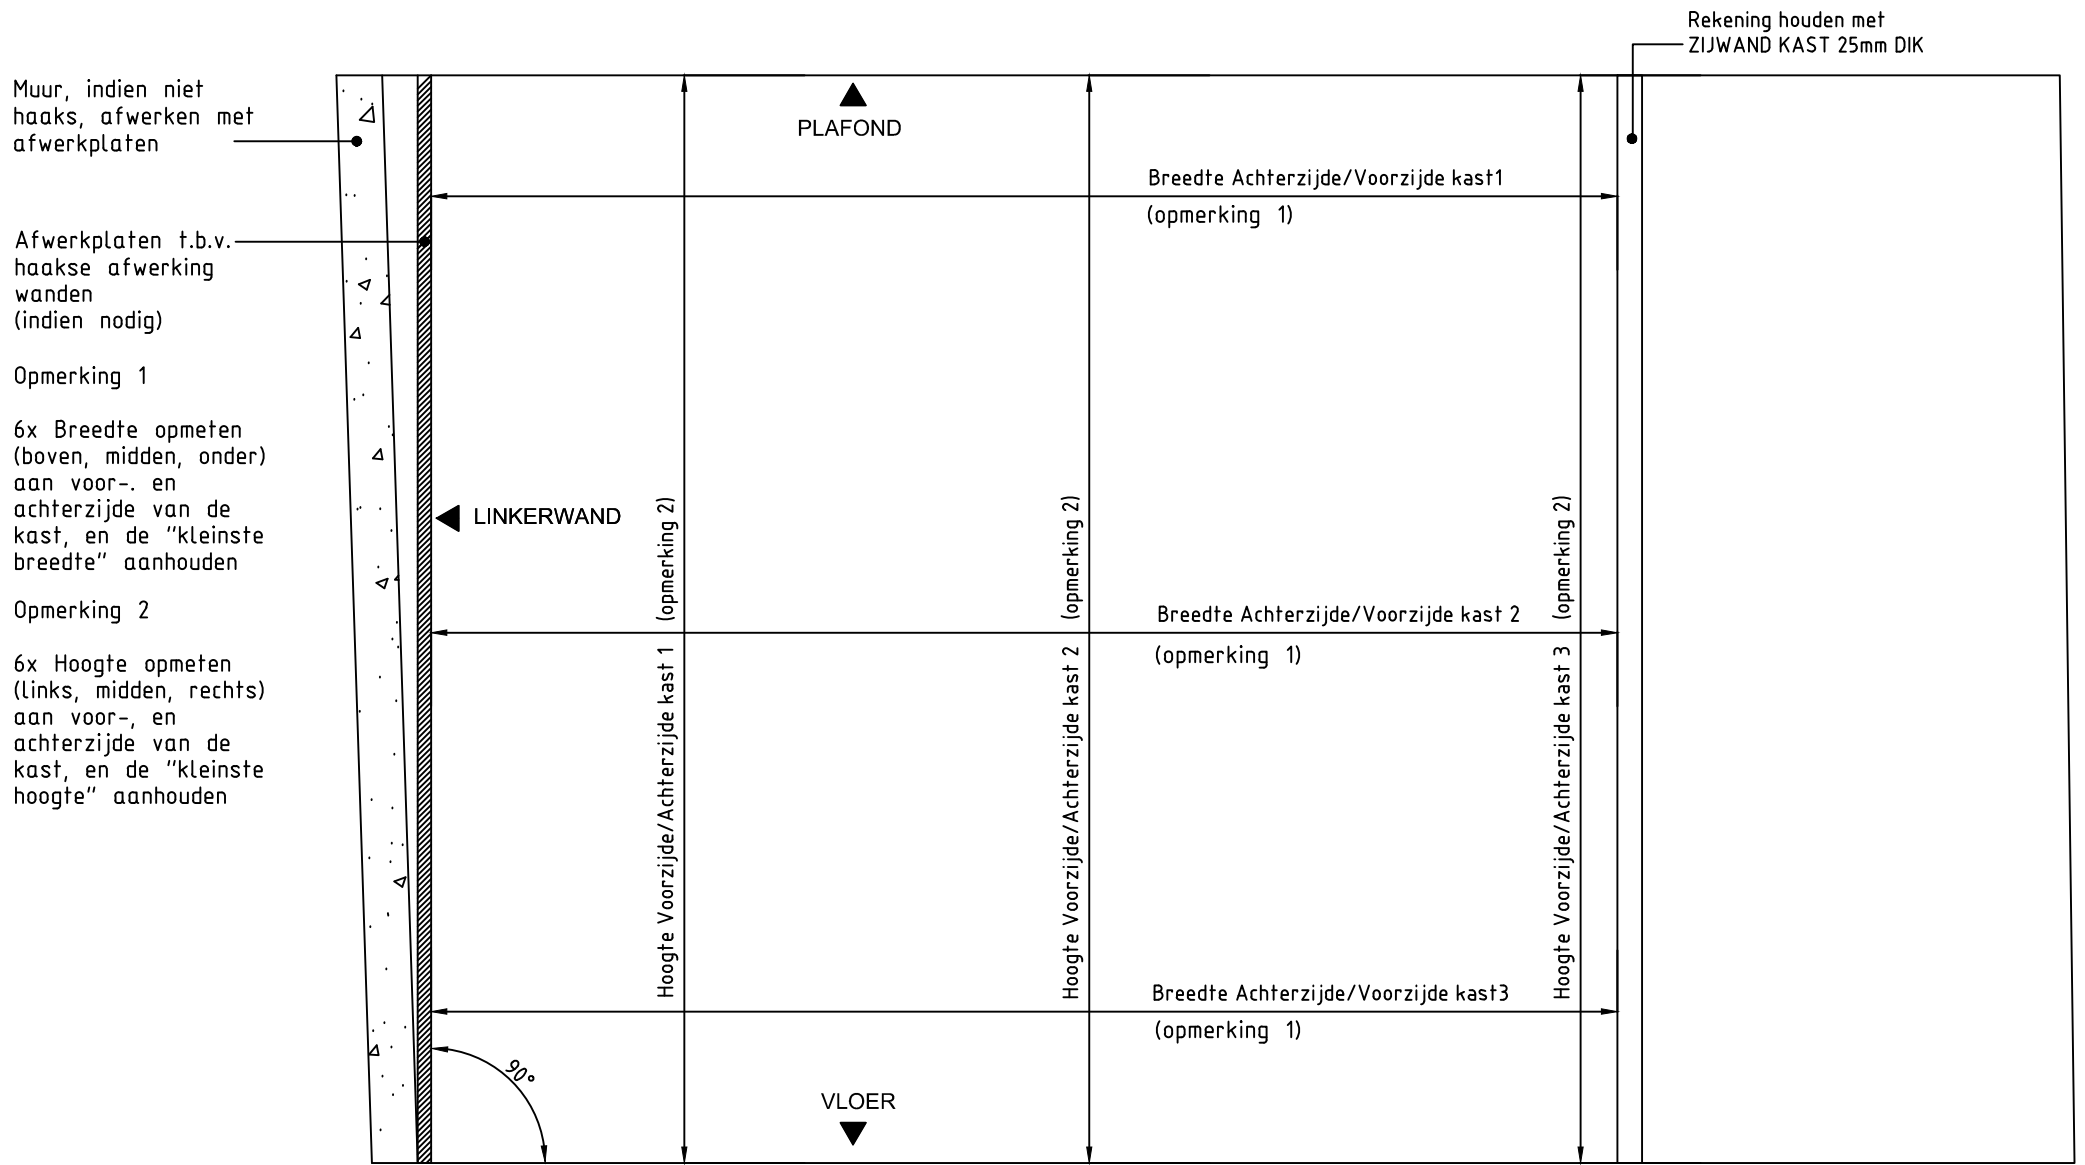 Rekening houden met
ZIJWAND KAST 25mm DIK
Muur, indien niet
haaks, afwerken met
afwerkplaten
PLAFOND
Breedte Achterzijde/Voorzijde kast1
(opmerking 1)
Afwerkplaten t.b.v.
haakse afwerking
wanden
(indien nodig)
Opmerking 1
6x Breedte opmeten
(boven, midden, onder)
aan voor-. en
achterzijde van de
kast, en de "kleinste
breedte" aanhouden
LINKERWAND
Opmerking 2
6x Hoogte opmeten
(links, midden, rechts)
aan voor-, en
achterzijde van de
kast, en de "kleinste
hoogte" aanhouden
Hoogte Voorzijde/Achterzijde kast 1 (opmerking 2)
Hoogte Voorzijde/Achterzijde kast 2 (opmerking 2)
Hoogte Voorzijde/Achterzijde kast 3 (opmerking 2)
Breedte Achterzijde/Voorzijde kast 2
(opmerking 1)
Breedte Achterzijde/Voorzijde kast3
(opmerking 1)
90°
VLOER